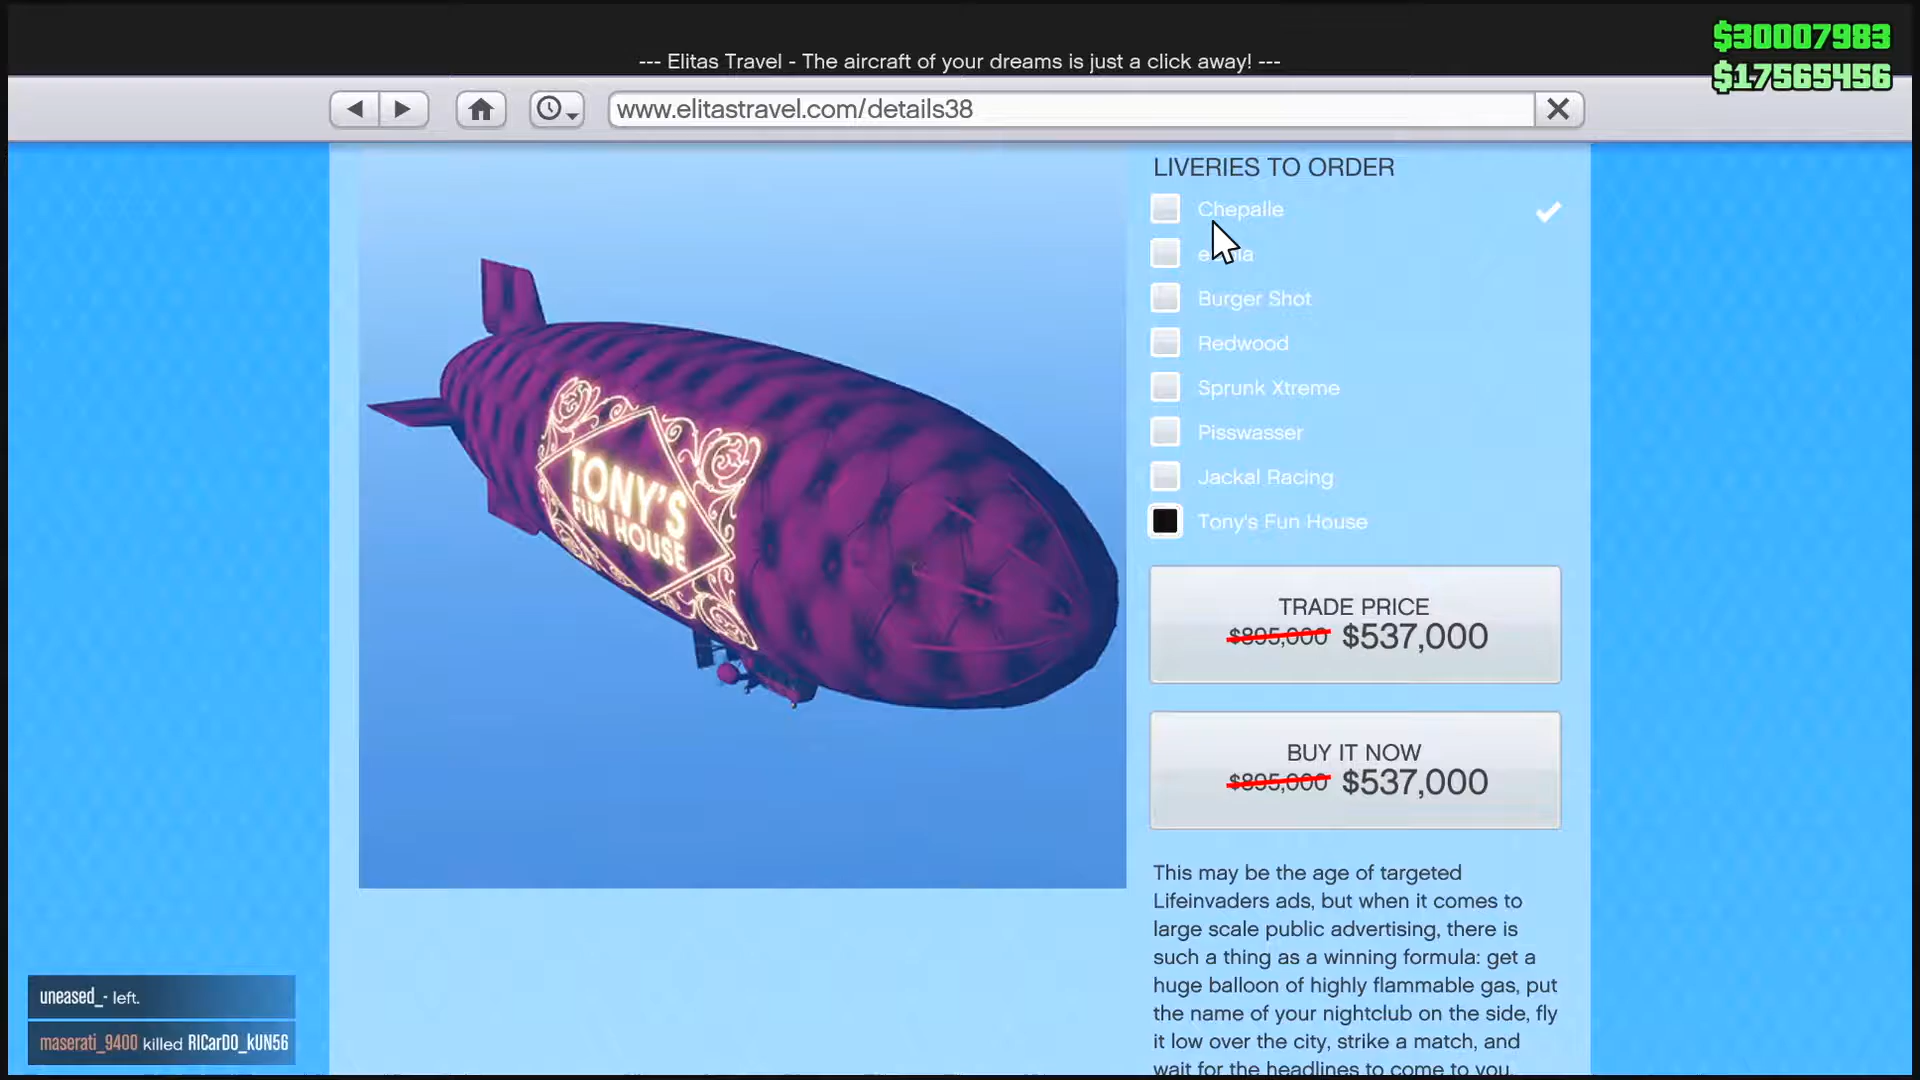 --- Elitas Travel - The aircraft of your dreams is just a click away! ---
$30007983
$17565456
www.elitastravel.com/details38
LIVERIES TO ORDER
Chepalle
Burger Shot
Redwood
Sprunk Xtreme
Pisswasser
Jackal Racing
Tony's Fun House
TONY'S
FUN HOUSE
TRADE PRICE
$895,000 $537,000
BUY IT NOW
$895,000 $537,000
This may be the age of targeted
Lifeinvaders ads, but when it comes to
large scale public advertising, there is
such a thing as a winning formula: get a
huge balloon of highly flammable gas, put
the name of your nightclub on the side, fly
it low over the city, strike a match, and
wait for the headlines to come to you.
uneased_- left.
maserati_9400 killed RICarDO_kUN56